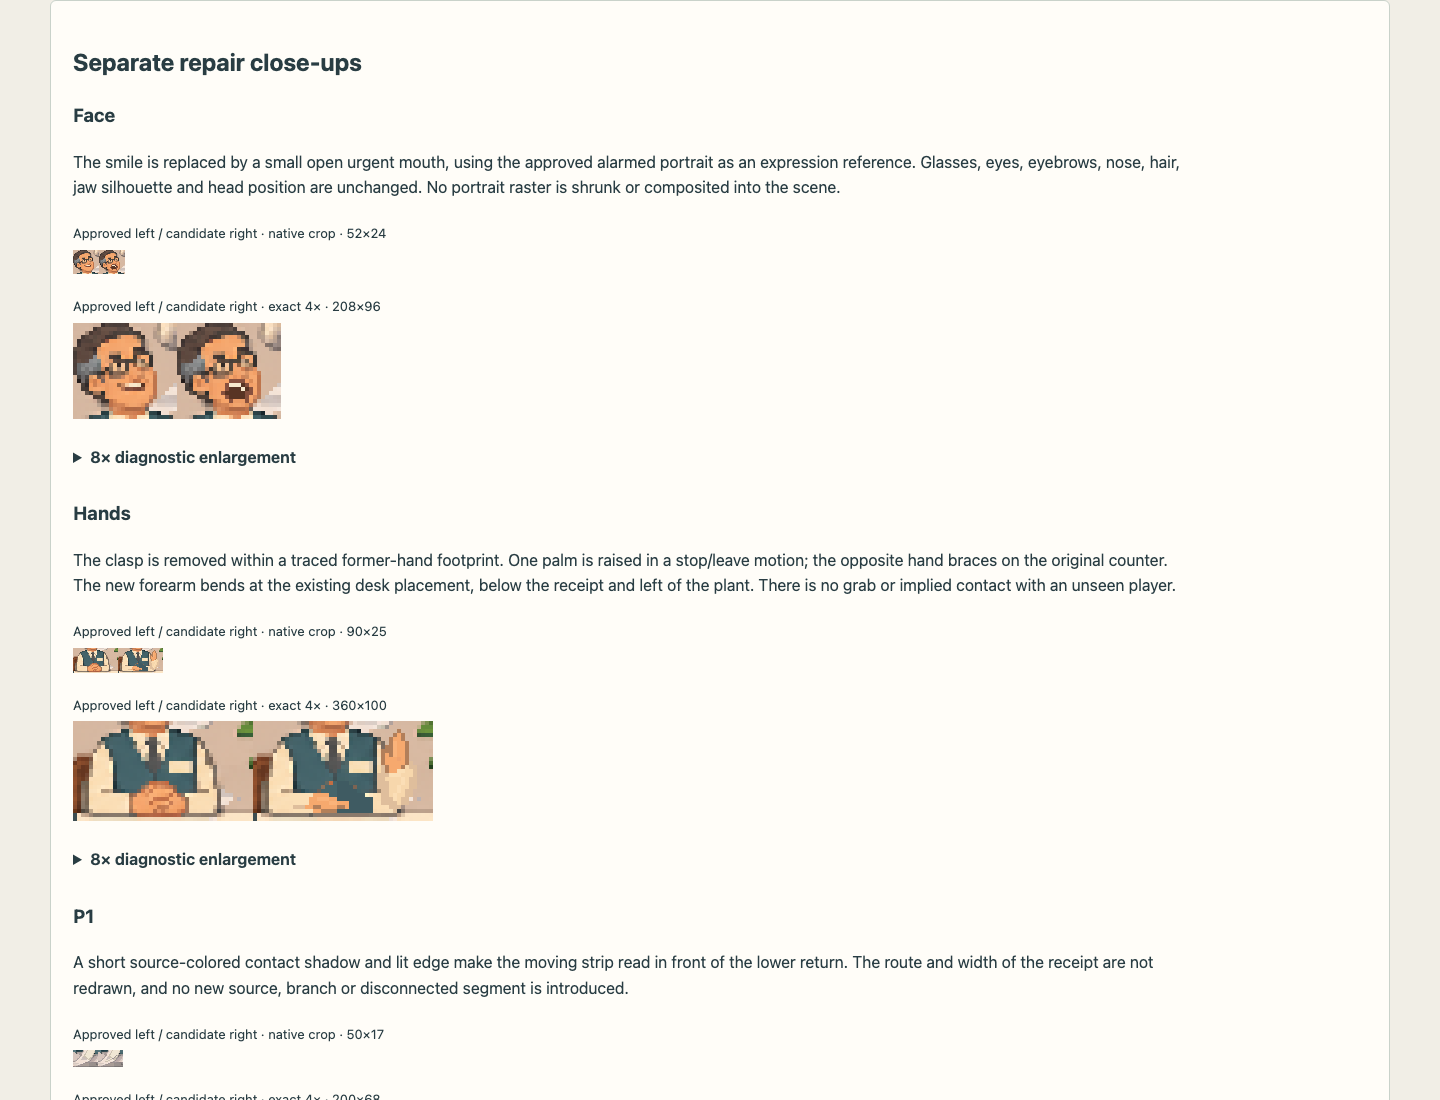 Separate repair close-ups
Face
The smile is replaced by a small open urgent mouth, using the approved alarmed portrait as an expression reference. Glasses, eyes, eyebrows, nose, hair,
jaw silhouette and head position are unchanged. No portrait raster is shrunk or composited into the scene.
Approved left / candidate right · native crop · 52×24
Approved left / candidate right · exact 4× · 208×96
8× diagnostic enlargement
Hands
The clasp is removed within a traced former-hand footprint. One palm is raised in a stop/leave motion; the opposite hand braces on the original counter.
The new forearm bends at the existing desk placement, below the receipt and left of the plant. There is no grab or implied contact with an unseen player.
Approved left / candidate right · native crop · 90×25
Approved left / candidate right · exact 4× · 360×100
8× diagnostic enlargement
P1
A short source-colored contact shadow and lit edge make the moving strip read in front of the lower return. The route and width of the receipt are not
redrawn, and no new source, branch or disconnected segment is introduced.
Approved left / candidate right · native crop · 50×17
Approved left / candidate right · exact 4× · 200×68